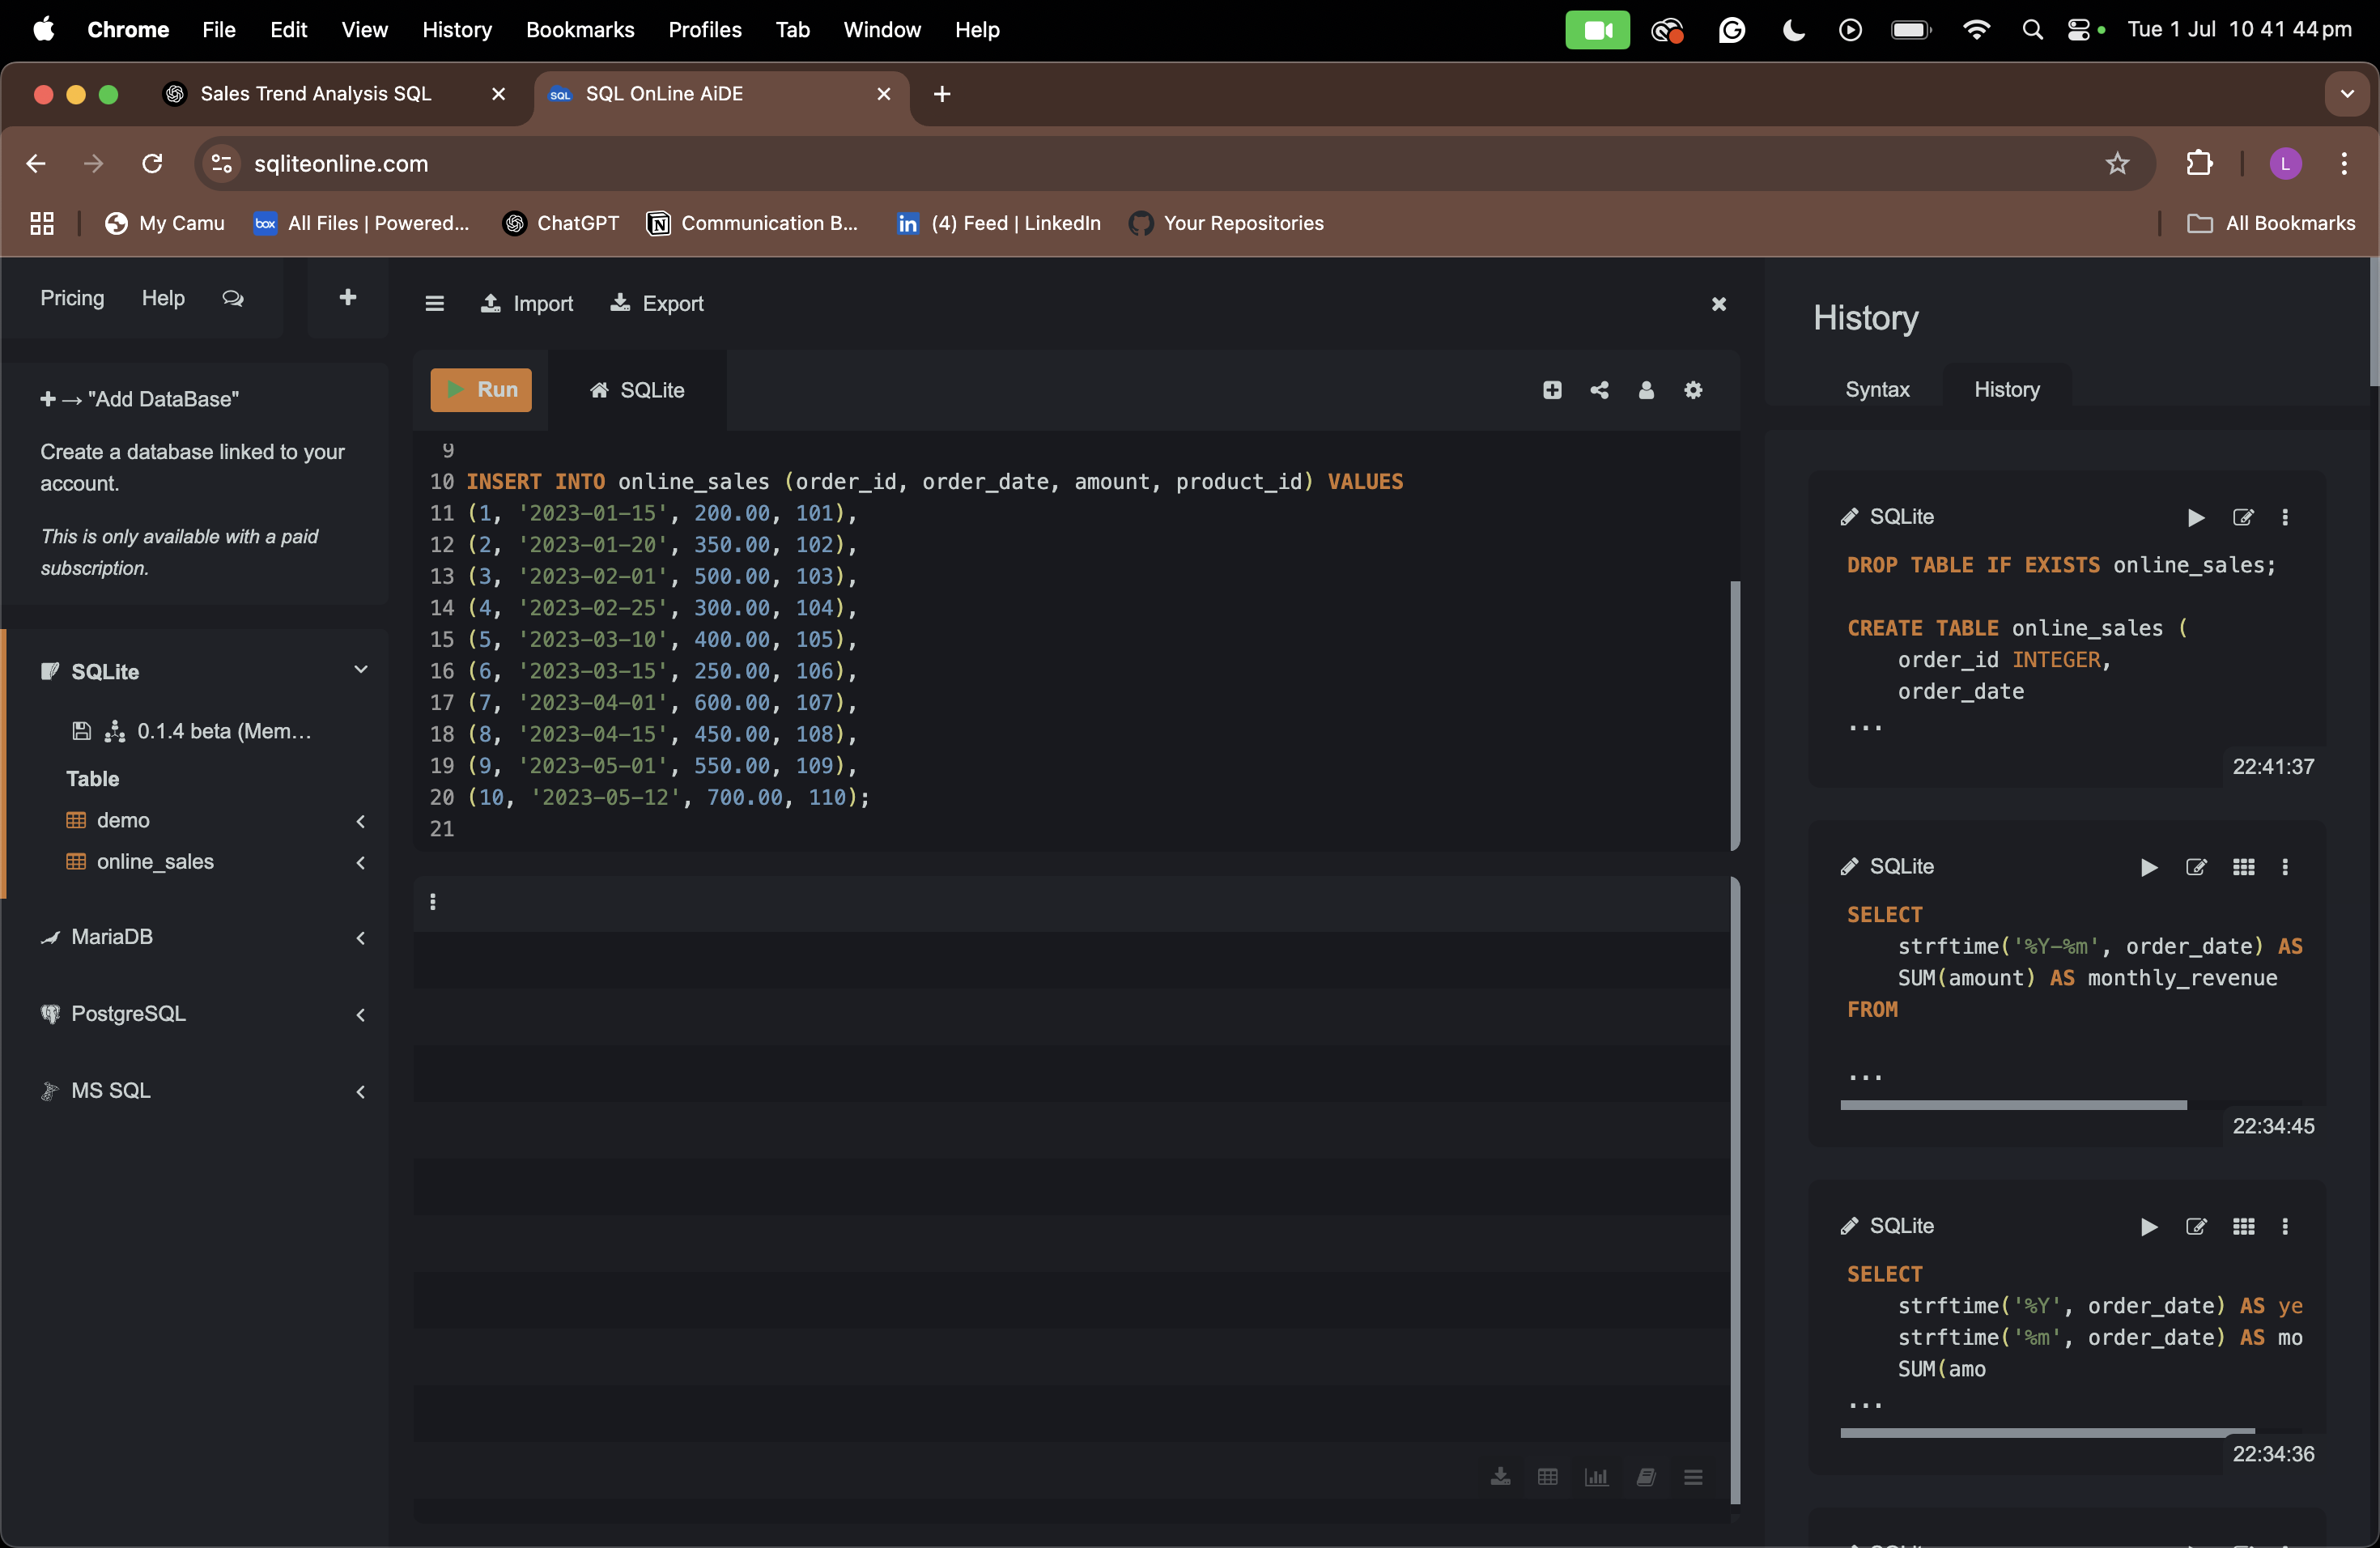 Chrome File Edit View History Bookmarks Profiles Tab Window Help Tue 1 Jul 10 41 44 pm
Sales Trend Analysis SQL
SQL SQL OnLine AiDE
sqliteonline.com
L
My Camu
box All Files | Powered...
ChatGPT
Communication B...
in (4) Feed | LinkedIn
Your Repositories
All Bookmarks
Pricing Help
+ → "Add DataBase"
Create a database linked to your
account.
This is only available with a paid
subscription.
SQLite
0.1.4 beta (Mem...
Table
demo
online_sales
MariaDB
PostgreSQL
MS SQL
Import Export
Run SQLite
9
10 INSERT INTO online_sales (order_id, order_date, amount, product_id) VALUES
11 (1, '2023-01-15', 200.00, 101),
12 (2, '2023-01-20', 350.00, 102),
13 (3, '2023-02-01', 500.00, 103),
14 (4, '2023-02-25', 300.00, 104),
15 (5, '2023-03-10', 400.00, 105),
16 (6, '2023-03-15', 250.00, 106),
17 (7, '2023-04-01', 600.00, 107),
18 (8, '2023-04-15', 450.00, 108),
19 (9, '2023-05-01', 550.00, 109),
20 (10, '2023-05-12', 700.00, 110);
21
History
Syntax History
SQLite
DROP TABLE IF EXISTS online_sales;
CREATE TABLE online_sales (
order_id INTEGER,
order_date
...
22:41:37
SQLite
SELECT
strftime('%Y-%m', order_date) AS
SUM(amount) AS monthly_revenue
FROM
...
22:34:45
SQLite
SELECT
strftime('%Y', order_date) AS ye
strftime('%m', order_date) AS mo
SUM(amo
...
22:34:36